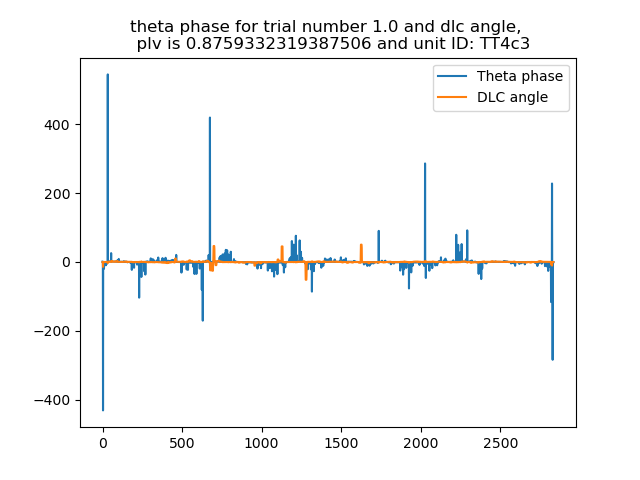 theta phase for trial number 1.0 and dlc angle,
plv is 0.8759332319387506 and unit ID: TT4c3
Theta phase
DLC angle
400
200
0
−200
−400
0 500 1000 1500 2000 2500